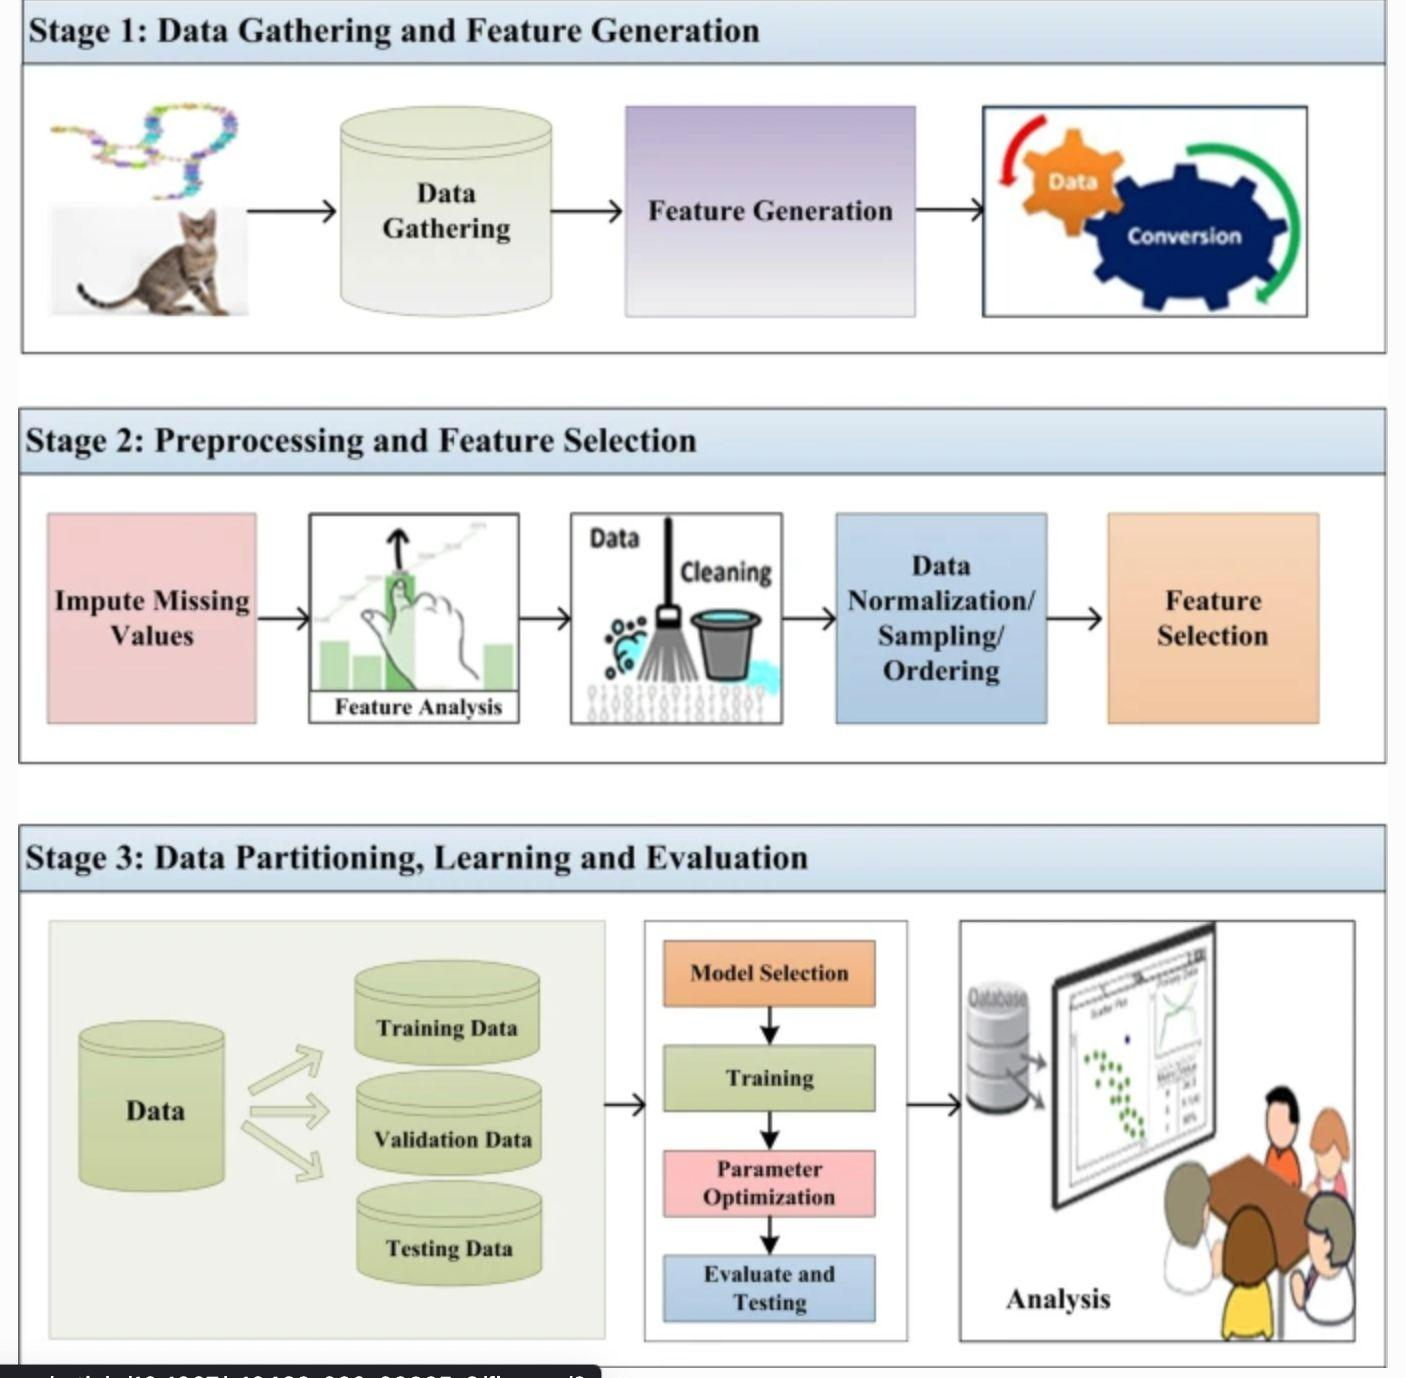 Stage 1: Data Gathering and Feature Generation
Data
Gathering
Feature Generation
Data
Conversion
Stage 2: Preprocessing and Feature Selection
Impute Missing
Values
Feature Analysis
Data
Cleaning
Data
Normalization/
Sampling/
Ordering
Feature
Selection
Stage 3: Data Partitioning, Learning and Evaluation
Data
Training Data
Validation Data
Testing Data
Model Selection
Training
Parameter
Optimization
Evaluate and
Testing
Database
Scatter Plot
Analysis